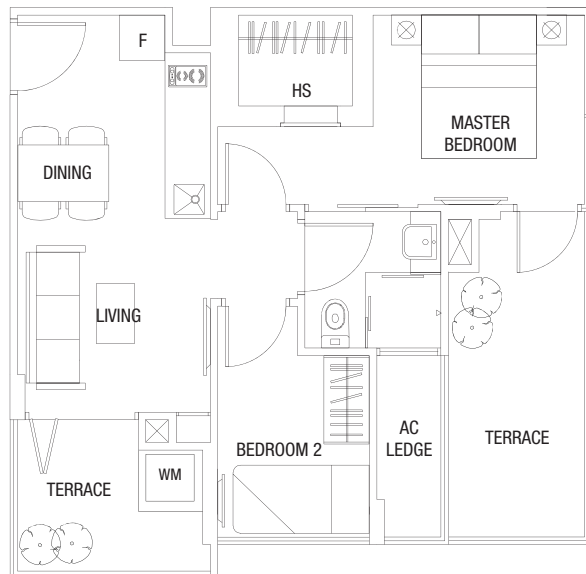 F
HS
MASTER
BEDROOM
DINING
LIVING
BEDROOM 2
AC
LEDGE
TERRACE
WM
TERRACE